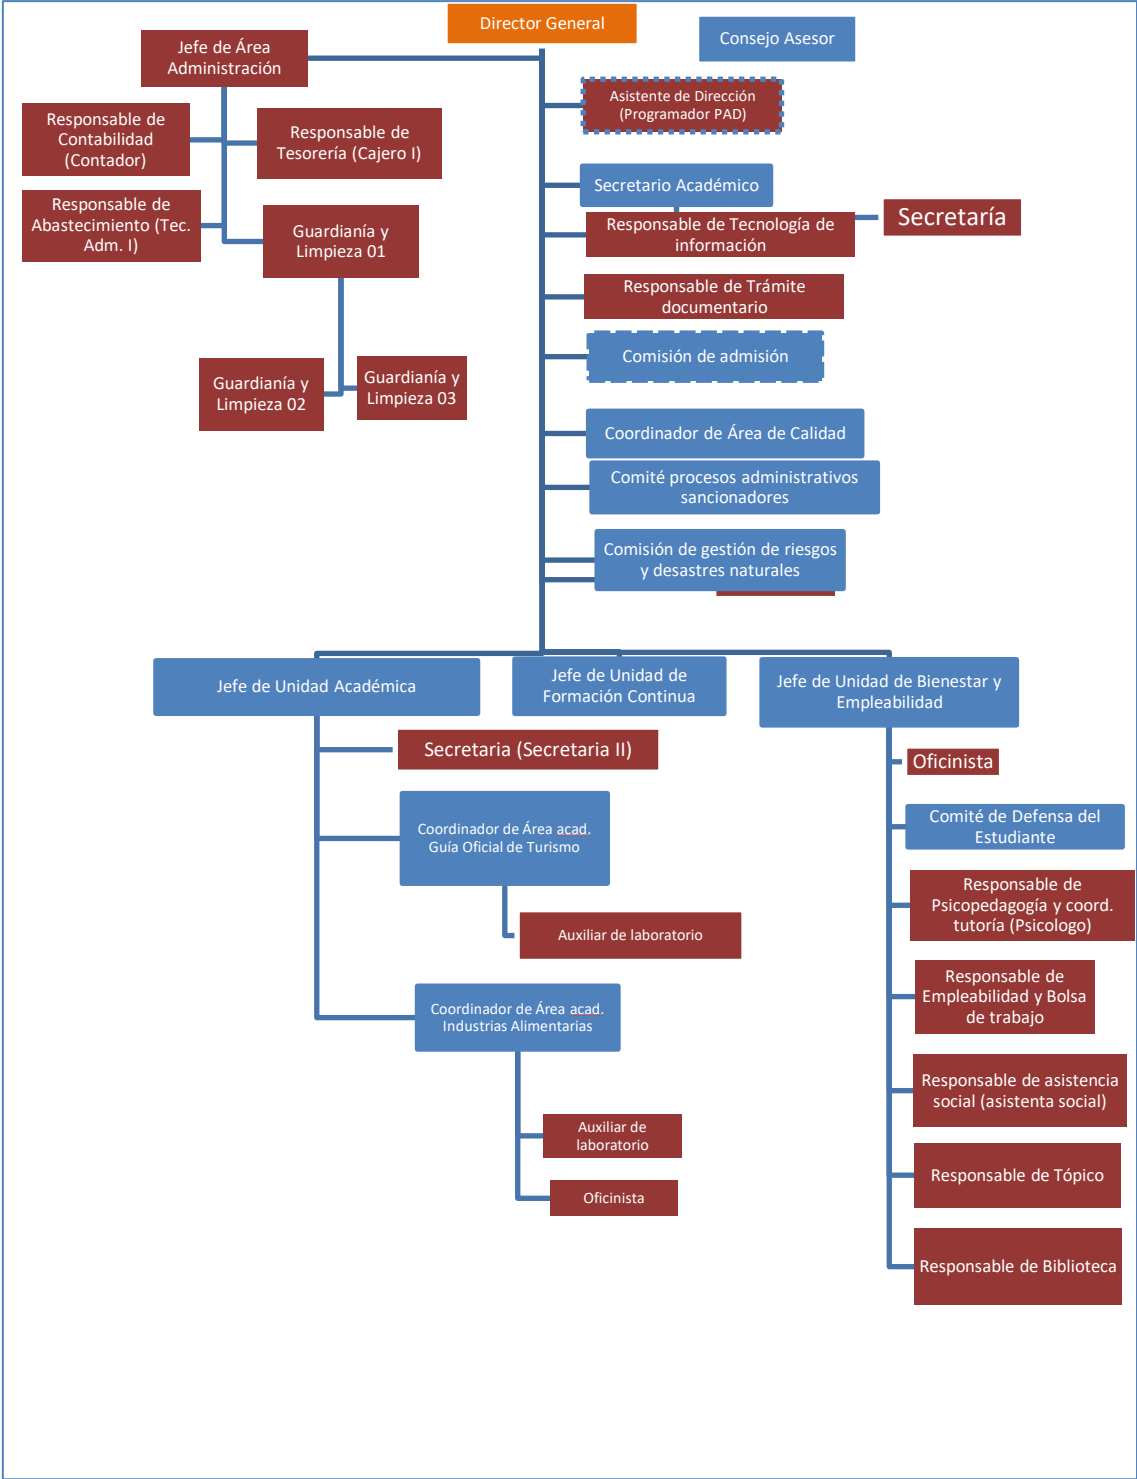 Director General
Consejo Asesor
Jefe de Área
Administración
Asistente de Dirección
(Programador PAD)
Responsable de
Contabilidad
(Contador)
Responsable de
Tesorería (Cajero I)
Secretario Académico
Responsable de
Abastecimiento (Tec.
Adm. I)
Guardianía y
Limpieza 01
Responsable de Tecnología de
información
Secretaría
Responsable de Trámite
documentario
Comisión de admisión
Guardianía y
Limpieza 02
Guardianía y
Limpieza 03
Coordinador de Área de Calidad
Comité procesos administrativos
sancionadores
Comisión de gestión de riesgos
y desastres naturales
Jefe de Unidad Académica
Jefe de Unidad de
Formación Continua
Jefe de Unidad de Bienestar y
Empleabilidad
Secretaria (Secretaria II)
Oficinista
Coordinador de Área acad.
Guía Oficial de Turismo
Comité de Defensa del
Estudiante
Responsable de
Psicopedagogía y coord.
tutoría (Psicologo)
Auxiliar de laboratorio
Responsable de
Empleabilidad y Bolsa
de trabajo
Coordinador de Área acad.
Industrias Alimentarias
Responsable de asistencia
social (asistenta social)
Auxiliar de
laboratorio
Responsable de Tópico
Oficinista
Responsable de Biblioteca